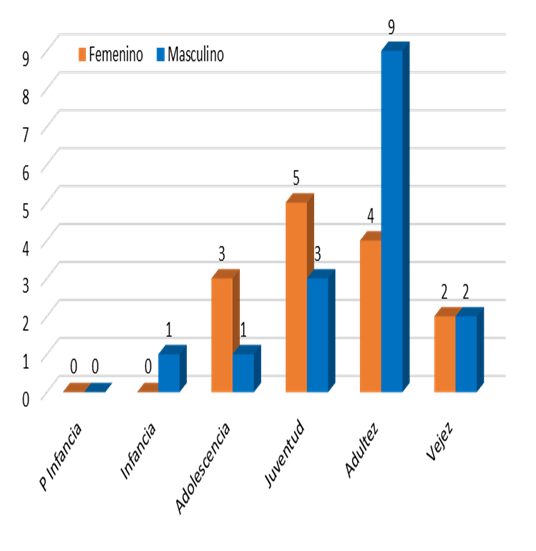 Femenino Masculino
9
8
7
6
5
4
3
2
1
0
0 0
0 1
3 1
5 3
4 9
2 2
P Infancia
Infancia
Adolescencia
Juventud
Adultez
Vejez